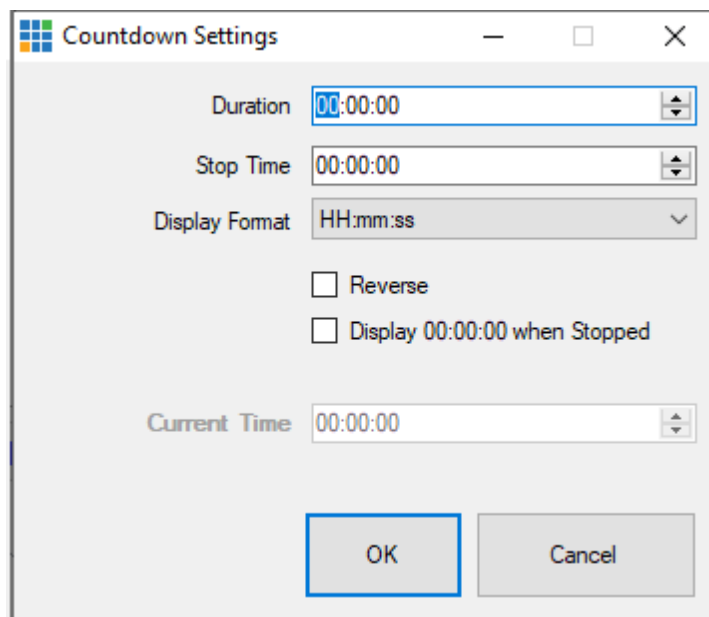 Countdown Settings
Duration 00:00:00
Stop Time 00:00:00
Display Format HH:mm:ss
Reverse
Display 00:00:00 when Stopped
Current Time 00:00:00
OK Cancel